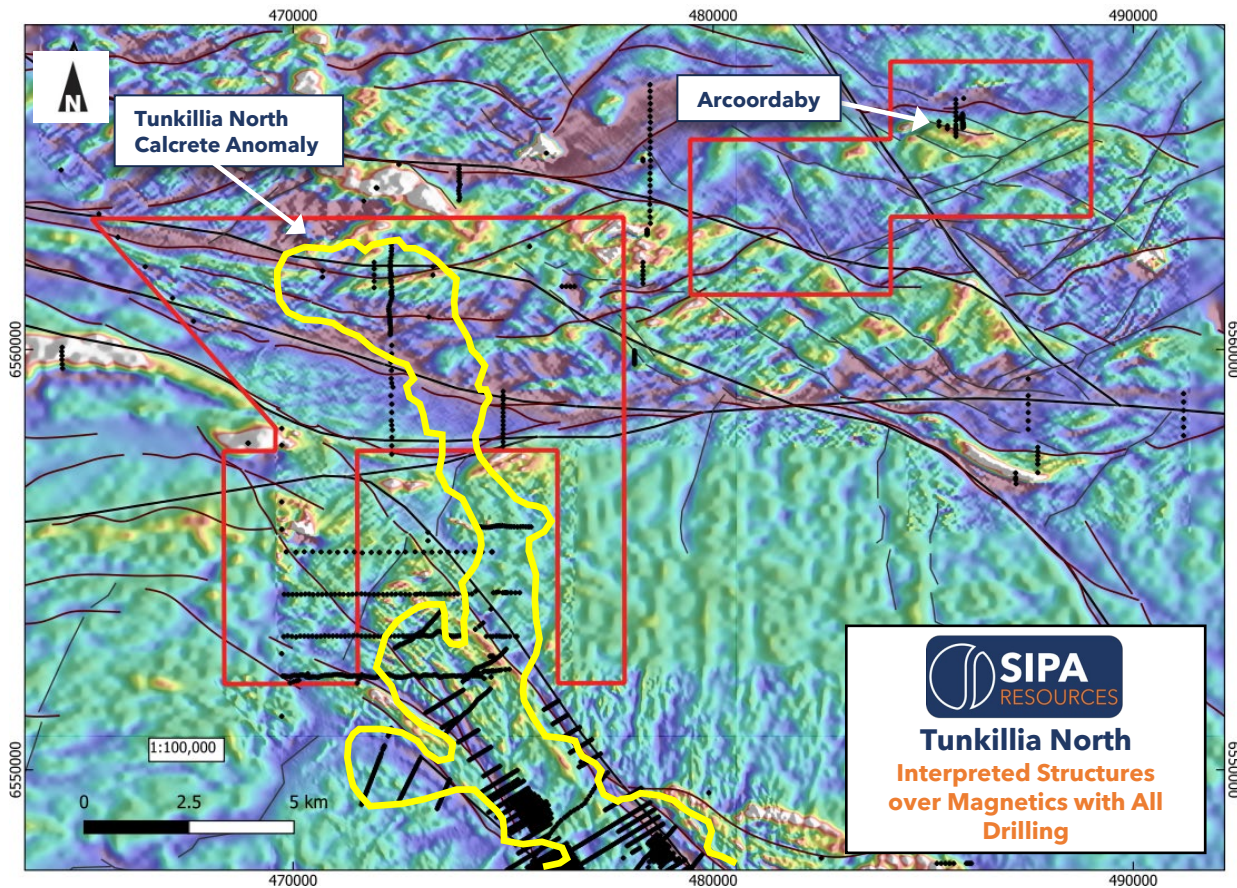 470000
480000
490000
N
Tunkillia North
Calcrete Anomaly
Arcoordaby
6560000
6560000
6550000
6550000
1:100,000
0 2.5 5 km
SIPA
RESOURCES
Tunkillia North
Interpreted Structures
over Magnetics with All
Drilling
470000
480000
490000